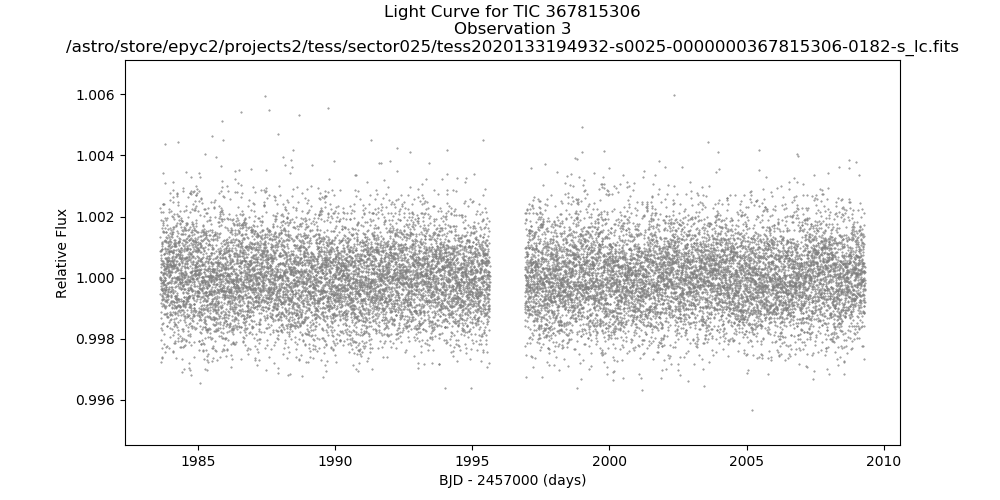 Light Curve for TIC 367815306
Observation 3
/astro/store/epyc2/projects2/tess/sector025/tess2020133194932-s0025-0000000367815306-0182-s_lc.fits
1.006
1.004
1.002
1.000
0.998
0.996
Relative Flux
1985
1990
1995
2000
2005
2010
BJD - 2457000 (days)